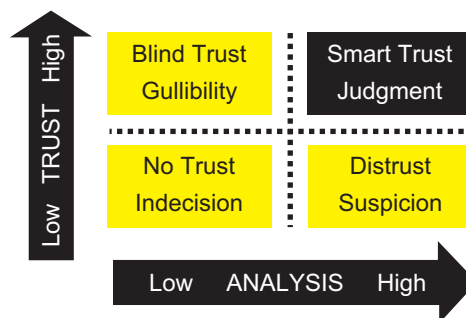 Blind Trust
Gullibility
Smart Trust
Judgment
No Trust
Indecision
Distrust
Suspicion
Low TRUST High
Low ANALYSIS High